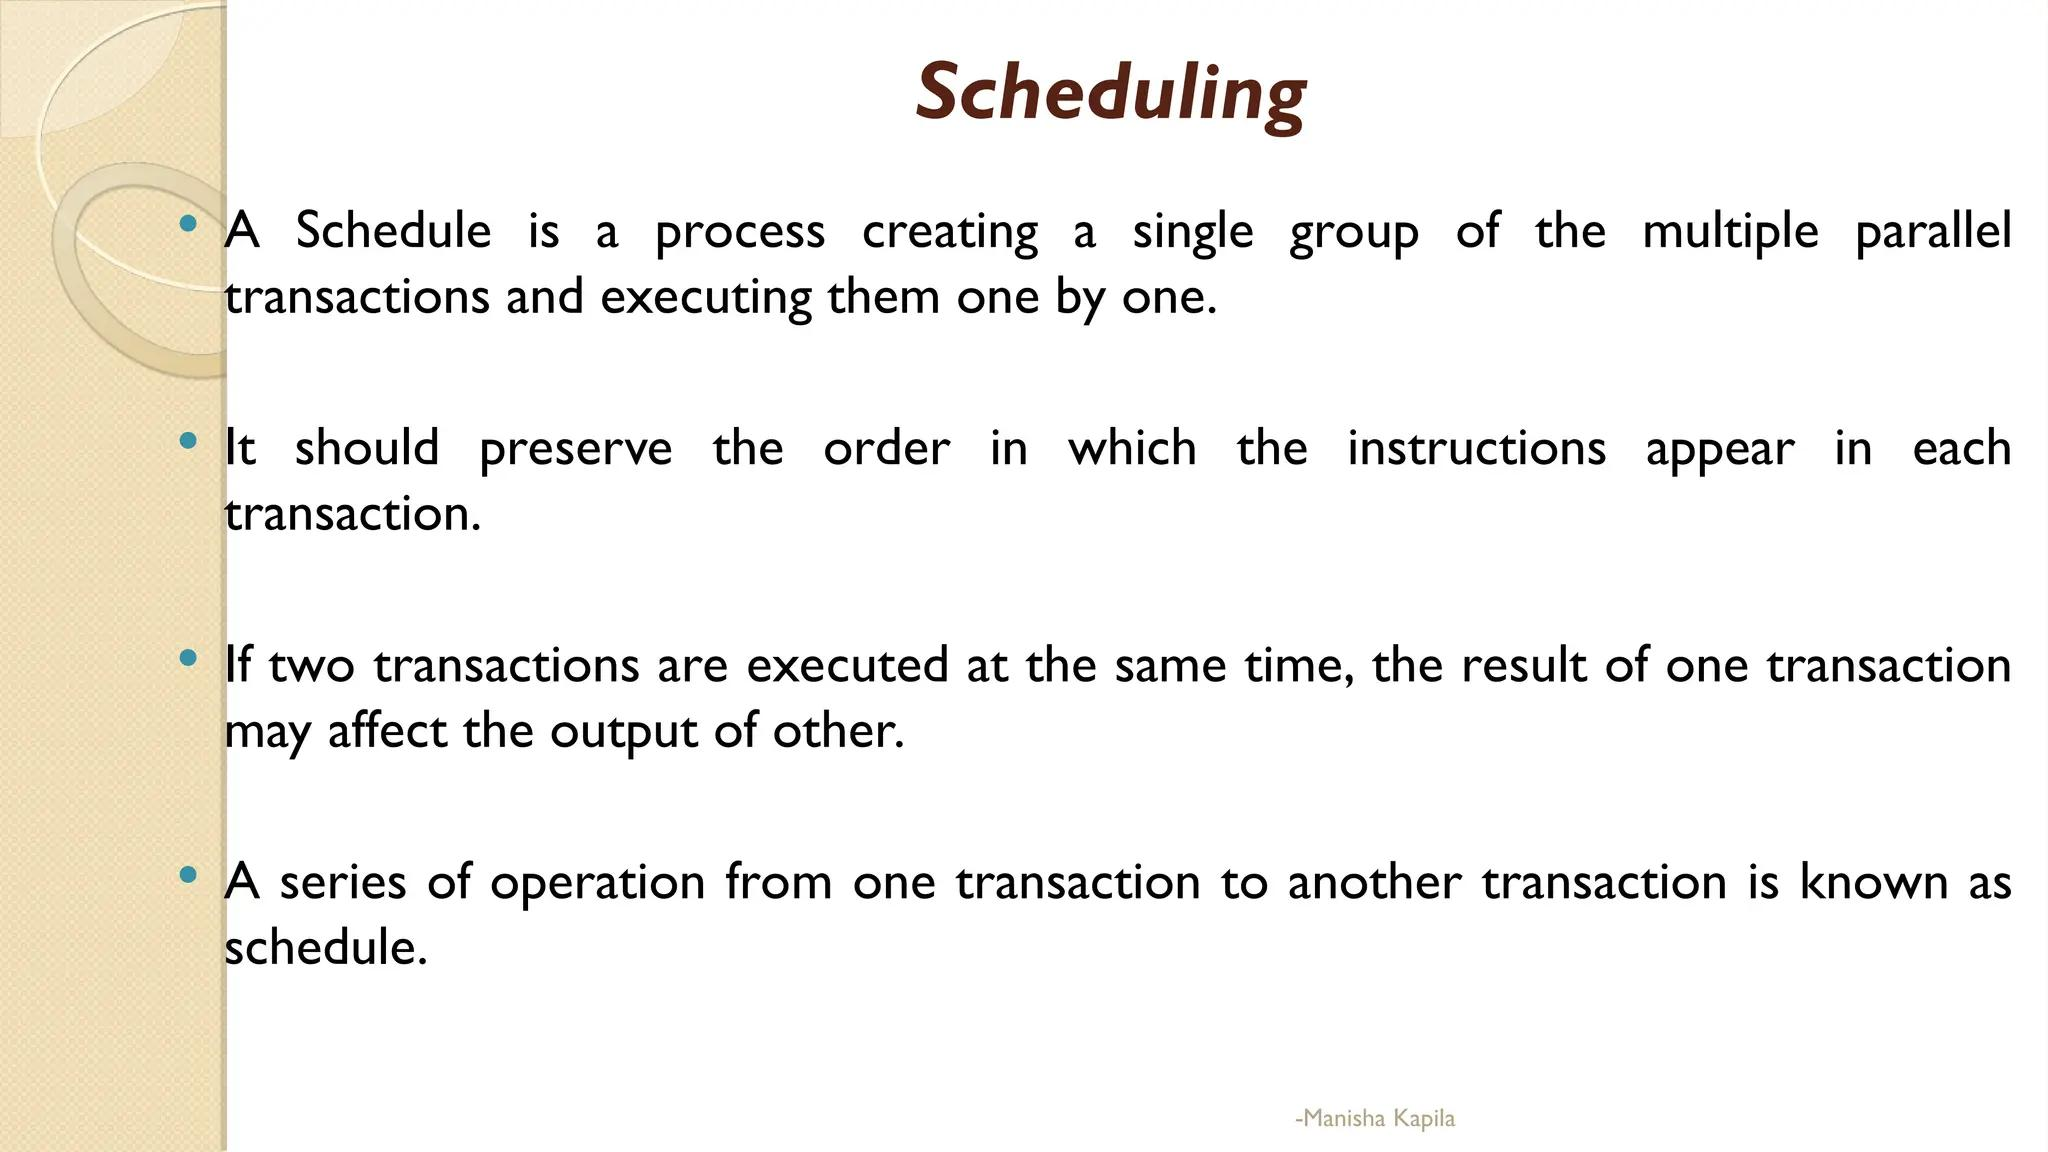 Scheduling
• A Schedule is a process creating a single group of the multiple parallel
transactions and executing them one by one.
• It should preserve the order in which the instructions appear in each
transaction.
• If two transactions are executed at the same time, the result of one transaction
may affect the output of other.
• A series of operation from one transaction to another transaction is known as
schedule.
-Manisha Kapila